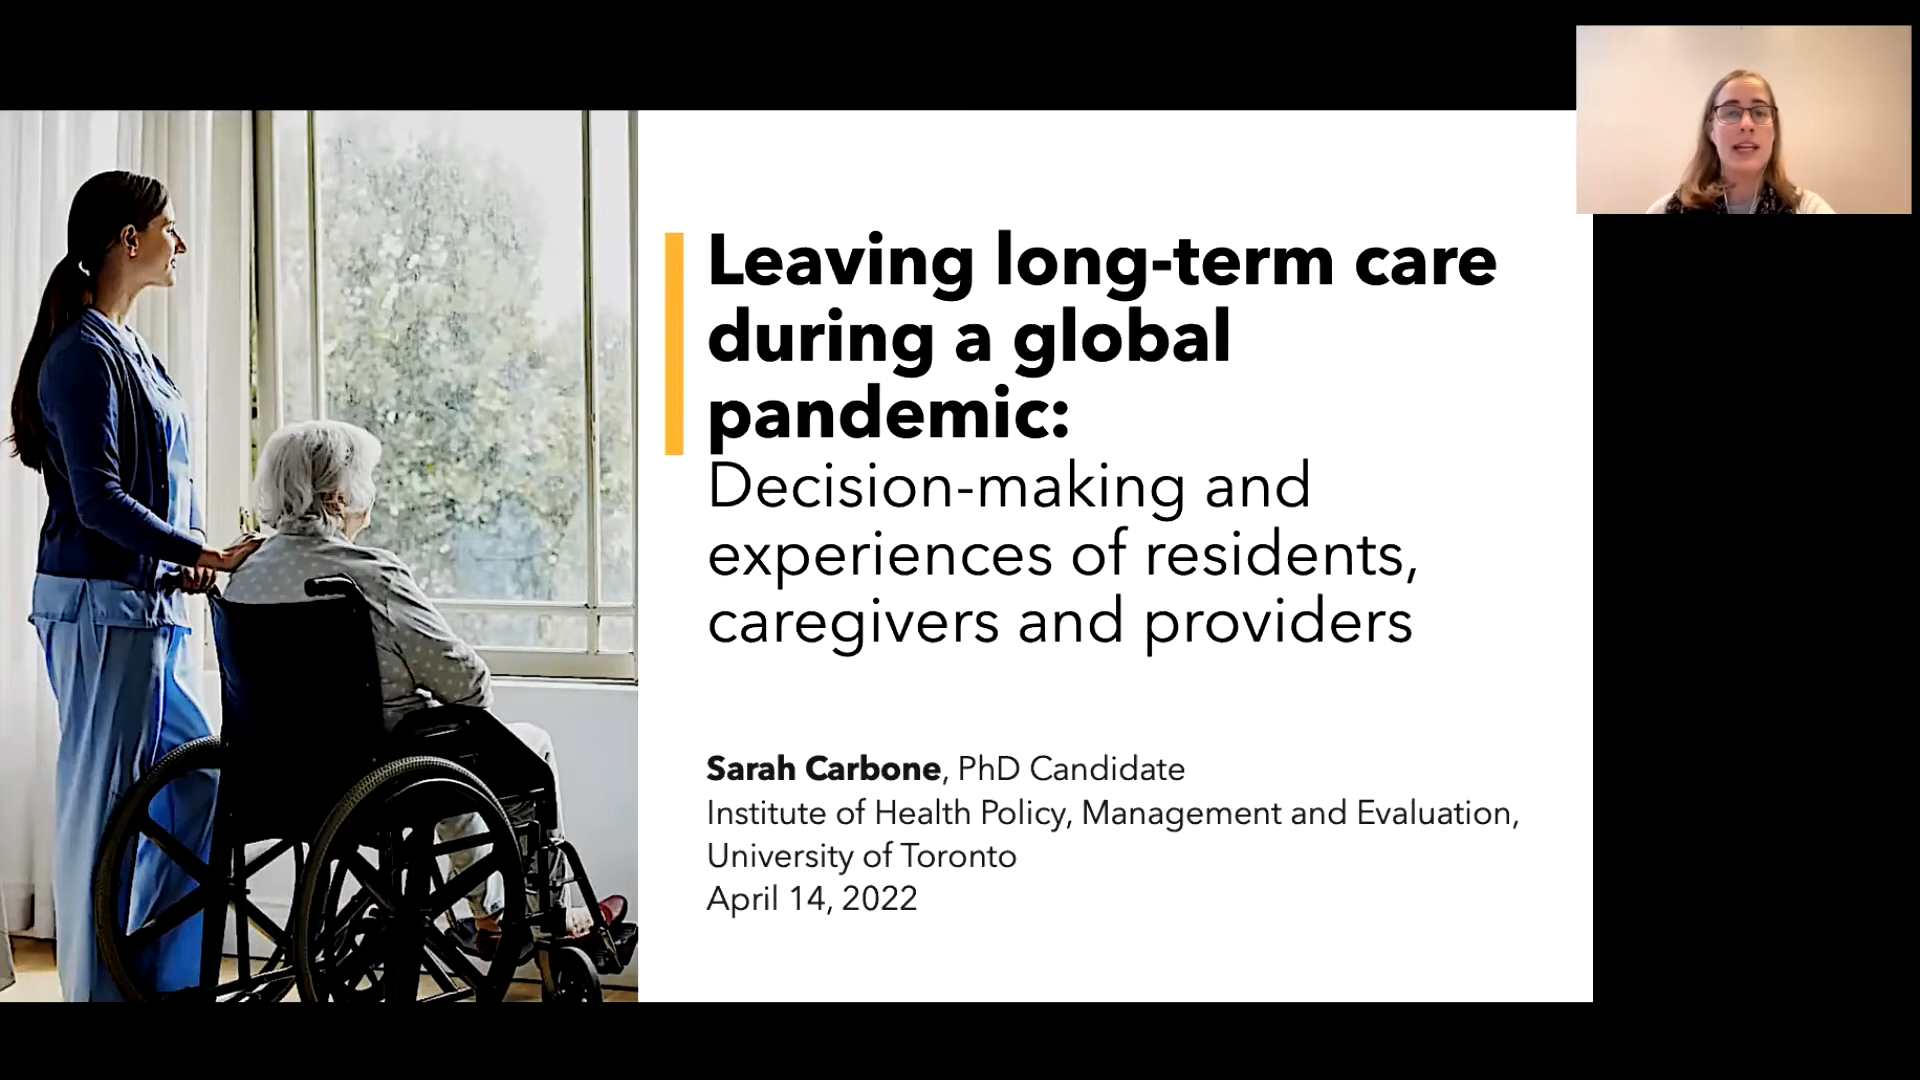 Leaving long-term care
during a global
pandemic:
Decision-making and
experiences of residents,
caregivers and providers
Sarah Carbone, PhD Candidate
Institute of Health Policy, Management and Evaluation,
University of Toronto
April 14, 2022